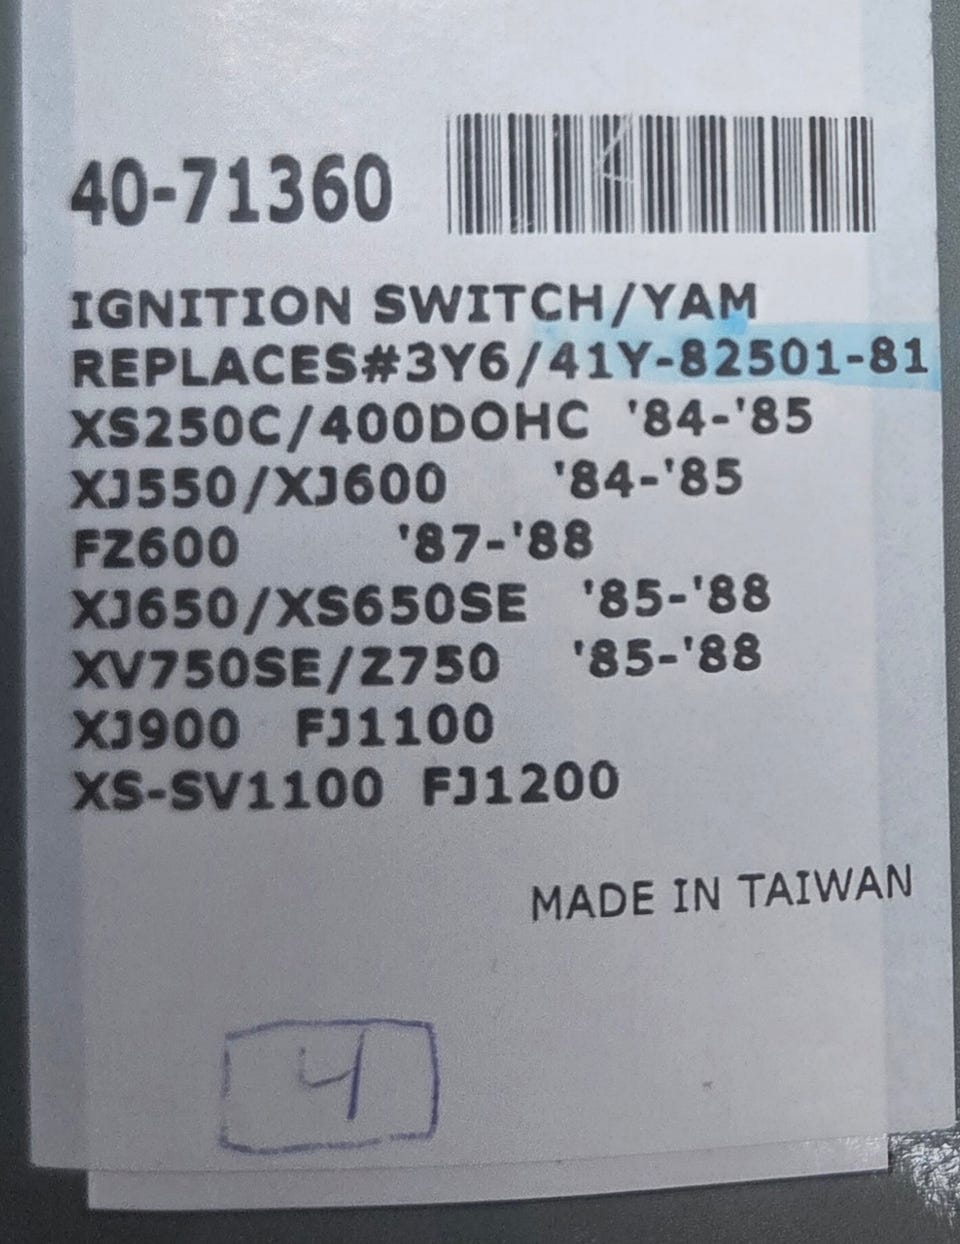 40-71360
IGNITION SWITCH/YAM
REPLACES#3Y6/41Y-82501-81
XS250C/400DOHC '84-'85
XJ550/XJ600 '84-'85
FZ600 '87-'88
XJ650/XS650SE '85-'88
XV750SE/Z750 '85-'88
XJ900 FJ1100
XS-SV1100 FJ1200
MADE IN TAIWAN
4